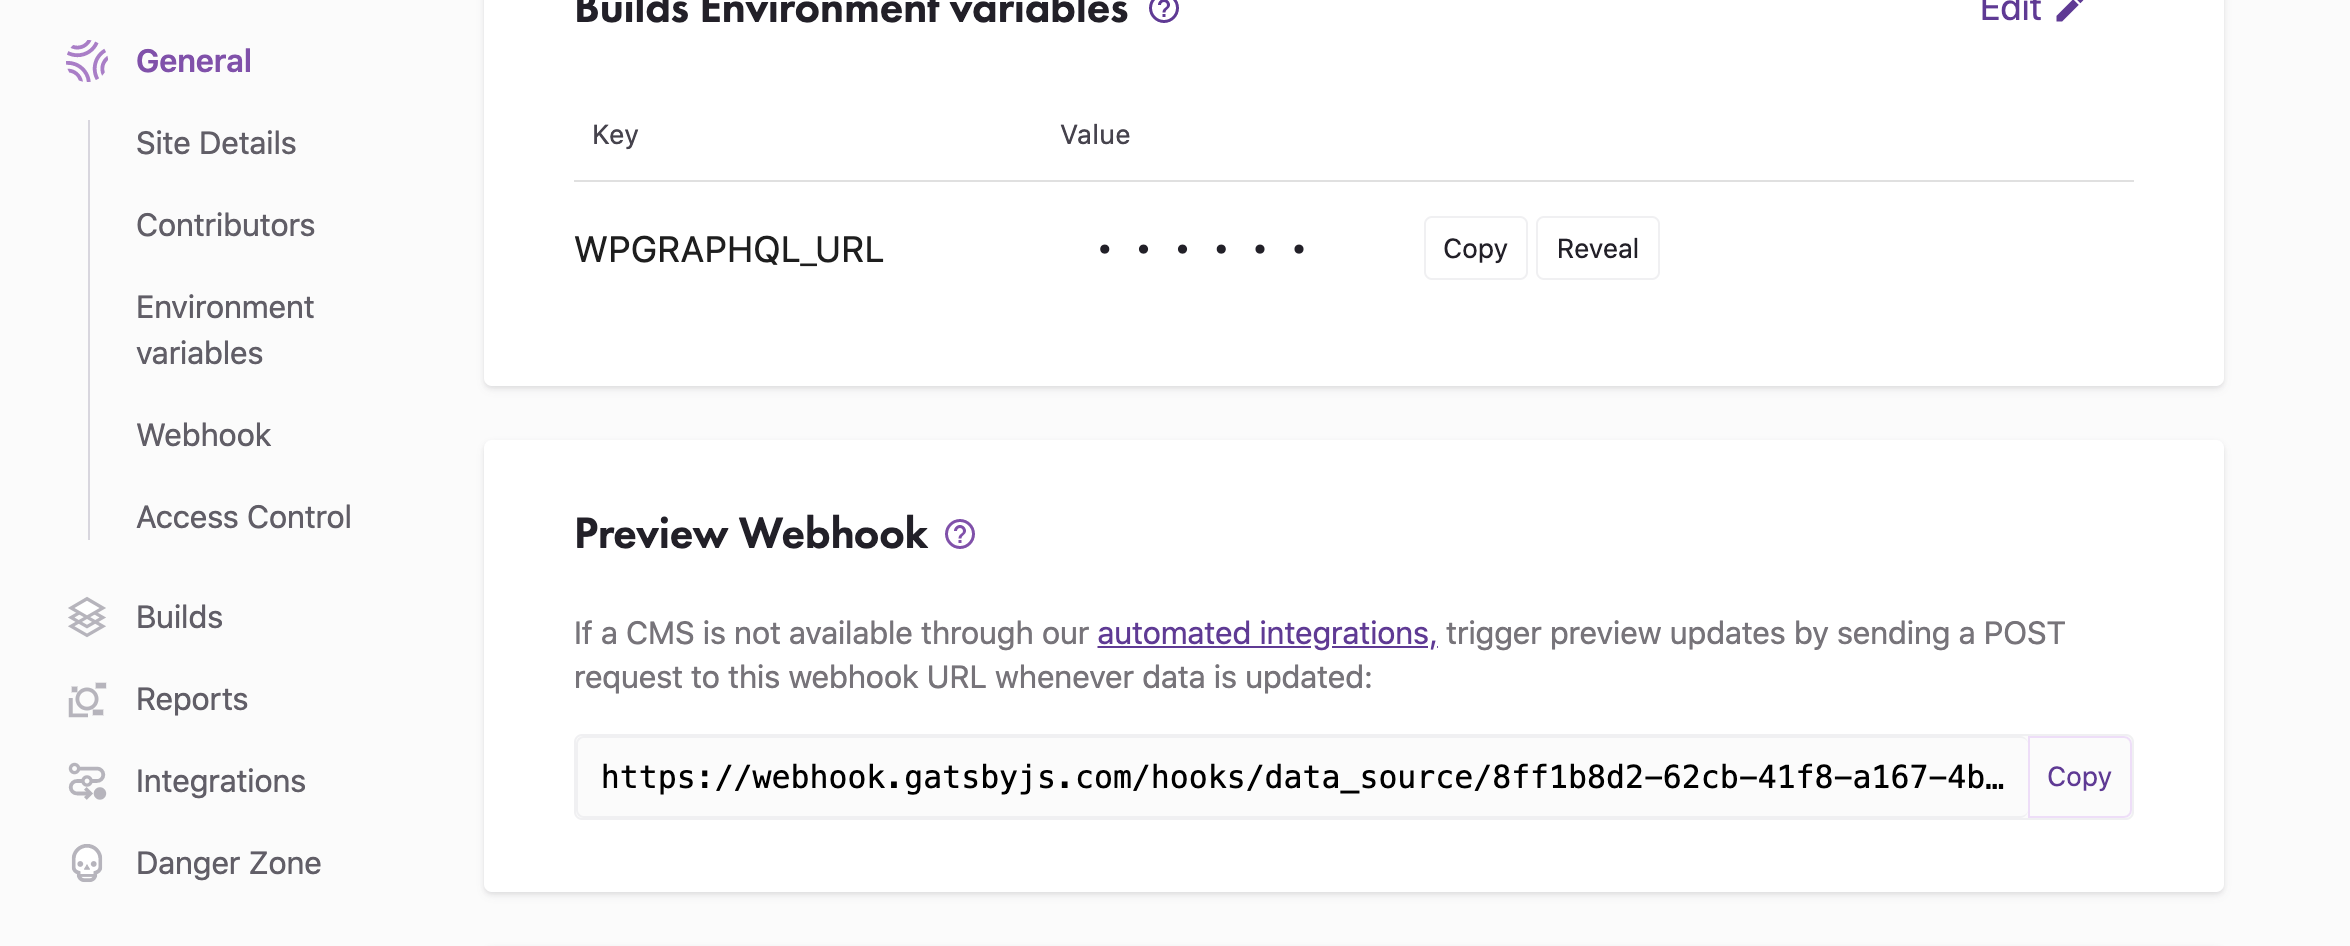 General
Site Details
Contributors
Environment
variables
Webhook
Access Control
Builds
Reports
Integrations
Danger Zone
Builds Environment variables
Edit
Key Value
WPGRAPHQL_URL • • • • • • Copy Reveal
Preview Webhook
If a CMS is not available through our automated integrations, trigger preview updates by sending a POST
request to this webhook URL whenever data is updated:
https://webhook.gatsbyjs.com/hooks/data_source/8ff1b8d2-62cb-41f8-a167-4b… Copy